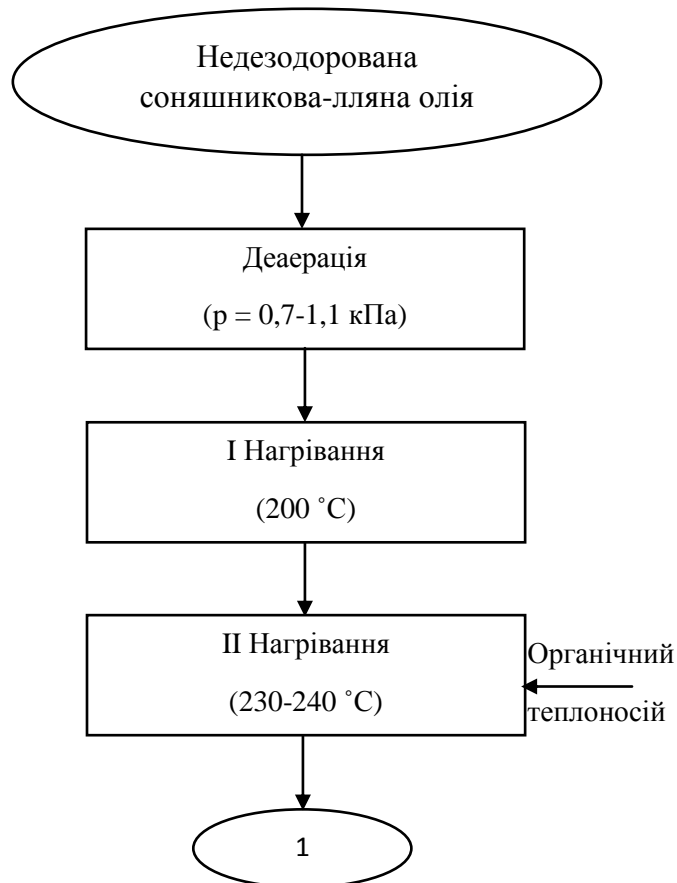 Недезодорована
соняшникова-лляна олія
Деаерація
(р = 0,7-1,1 кПа)
І Нагрівання
(200 ˚С)
ІІ Нагрівання
(230-240 ˚С)
Органічний
теплоносій
1